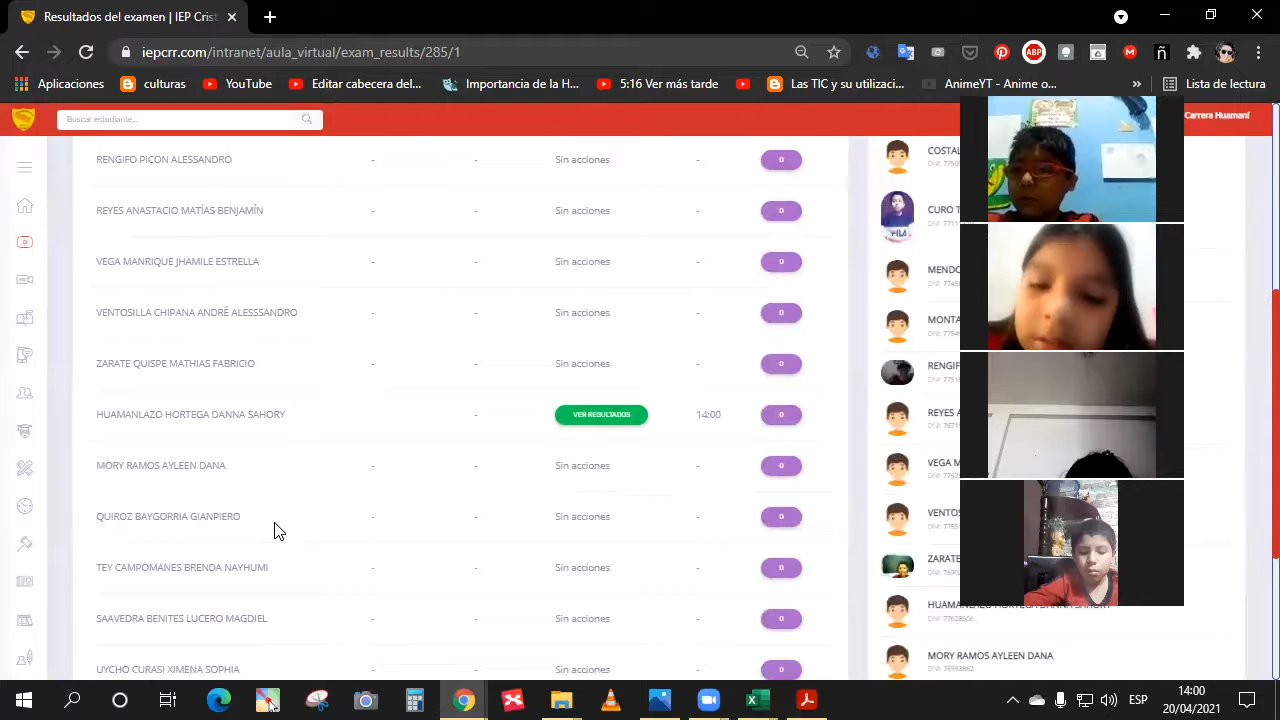 Resultados del examen | IEP Crist
iepcrr.com/intranet/aula_virtual/exam_results/285/1
Aplicaciones culturas YouTube Editar cabecera del... Importancia de la H... 5:16 Ver más tarde Las TIC y su utilizaci... AnimeYT - Anime o... » Lista de lectura
Buscar estudiante... Carrera Huamaní
RENGIFO PICON ALESSANDRO - - Sin acciones - 0
REYES ANASTACIO MATÍAS BENJAMÍN - - Sin acciones - 0
VEGA MANRIQUE JHAMILE ESTRELLA - - Sin acciones - 0
VENTOSILLA CHIPANA ANDRÉ ALESSSANDRO - - Sin acciones - 0
ZARATE QUISPE MATHIAS FABRICIO - - Sin acciones - 0
HUAMANLAZO HORTEGA DANNA SAHORY - VER RESULTADOS 14:00 0
MORY RAMOS AYLEEN DANA - - Sin acciones - 0
QUIROZ BAYGORRIA GIANPIERO - - Sin acciones - 0
TEY CAMPOMANES BRENDA NAYHUMI - - Sin acciones - 0
SAAVEDRA BENITES LUCERO MAGDIEL - - Sin acciones - 0
UYCHO CURASI XIMENA SOPHIA - - Sin acciones - 0
COSTAL
CURO T
MENDO
MONTA
RENGIF
REYES A
VEGA M
VENTOS
ZARATE
HUAMANLAZO HORTEGA DANNA SAHORY
MORY RAMOS AYLEEN DANA
ESP
14:00
20/04/2021